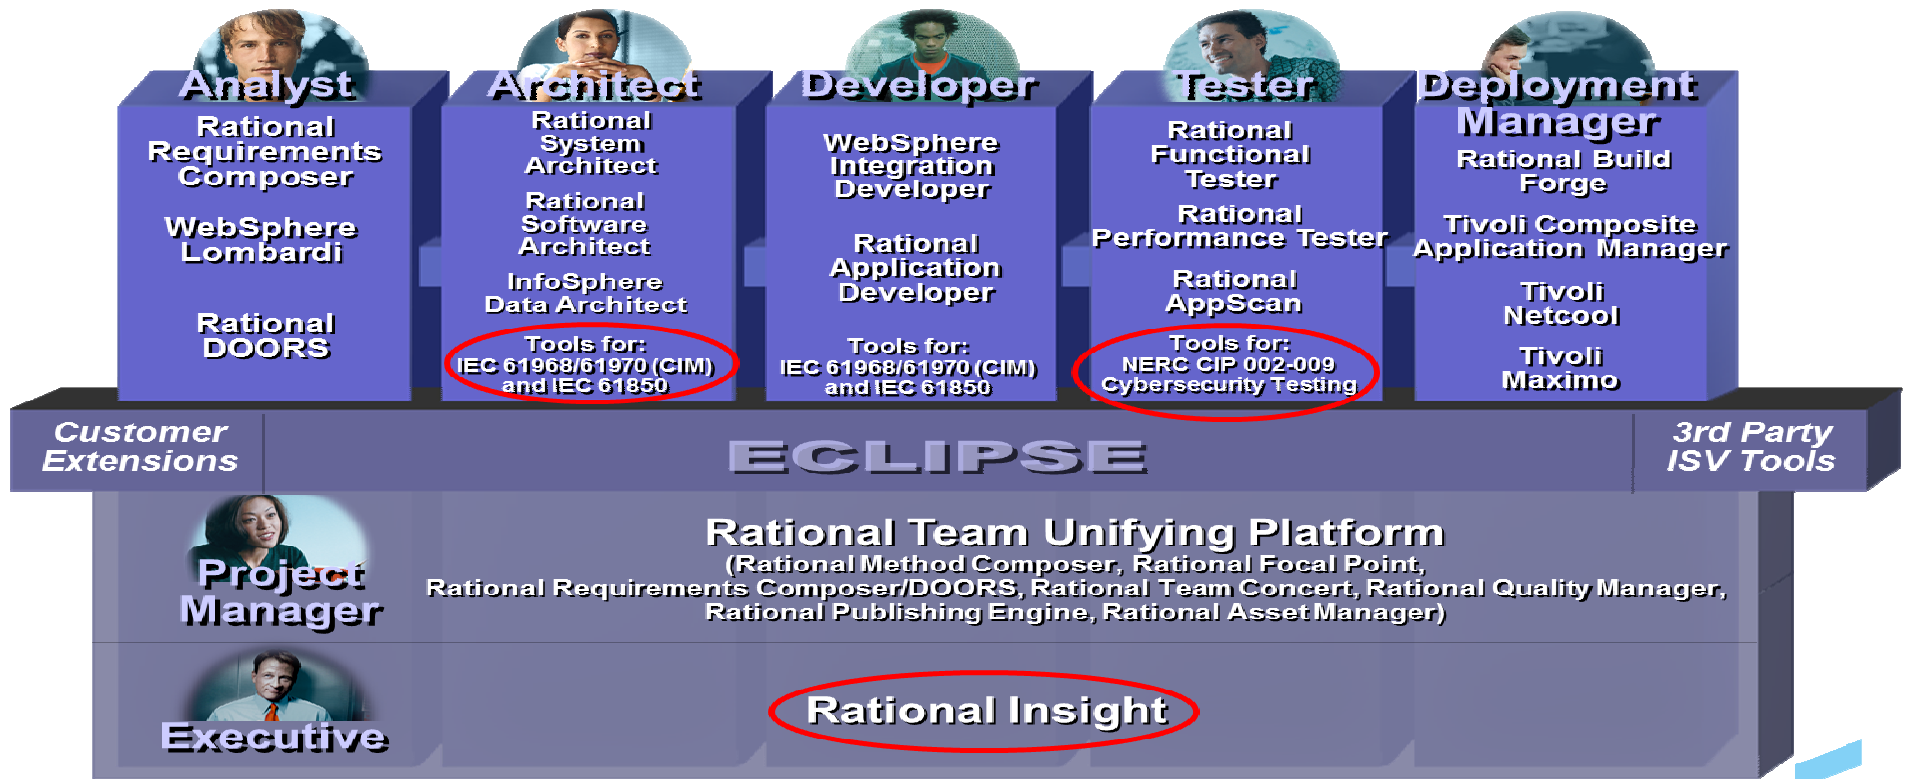 Analyst
Rational
Requirements
Composer
WebSphere
Lombardi
Rational
DOORS
Architect
Rational
System
Architect
Rational
Software
Architect
InfoSphere
Data Architect
Tools for:
IEC 61968/61970 (CIM)
and IEC 61850
Developer
WebSphere
Integration
Developer
Rational
Application
Developer
Tools for:
IEC 61968/61970 (CIM)
and IEC 61850
Tester
Rational
Functional
Tester
Rational
Performance Tester
Rational
AppScan
Tools for:
NERC CIP 002-009
Cybersecurity Testing
Deployment
Manager
Rational Build
Forge
Tivoli Composite
Application Manager
Tivoli
Netcool
Tivoli
Maximo
Customer
Extensions
ECLIPSE
3rd Party
ISV Tools
Project
Manager
Rational Team Unifying Platform
(Rational Method Composer, Rational Focal Point,
Rational Requirements Composer/DOORS, Rational Team Concert, Rational Quality Manager,
Rational Publishing Engine, Rational Asset Manager)
Executive
Rational Insight